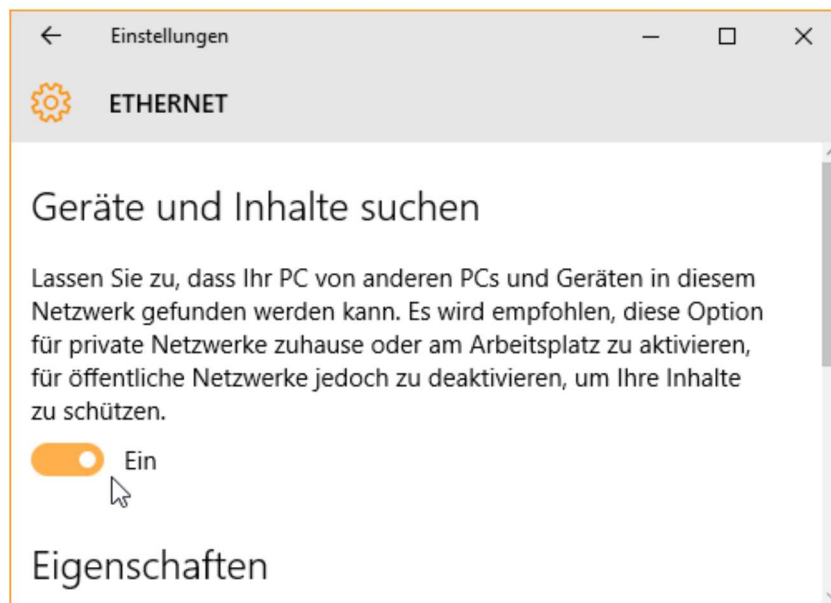 Einstellungen
ETHERNET
Geräte und Inhalte suchen
Lassen Sie zu, dass Ihr PC von anderen PCs und Geräten in diesem
Netzwerk gefunden werden kann. Es wird empfohlen, diese Option
für private Netzwerke zuhause oder am Arbeitsplatz zu aktivieren,
für öffentliche Netzwerke jedoch zu deaktivieren, um Ihre Inhalte
zu schützen.
Ein
Eigenschaften